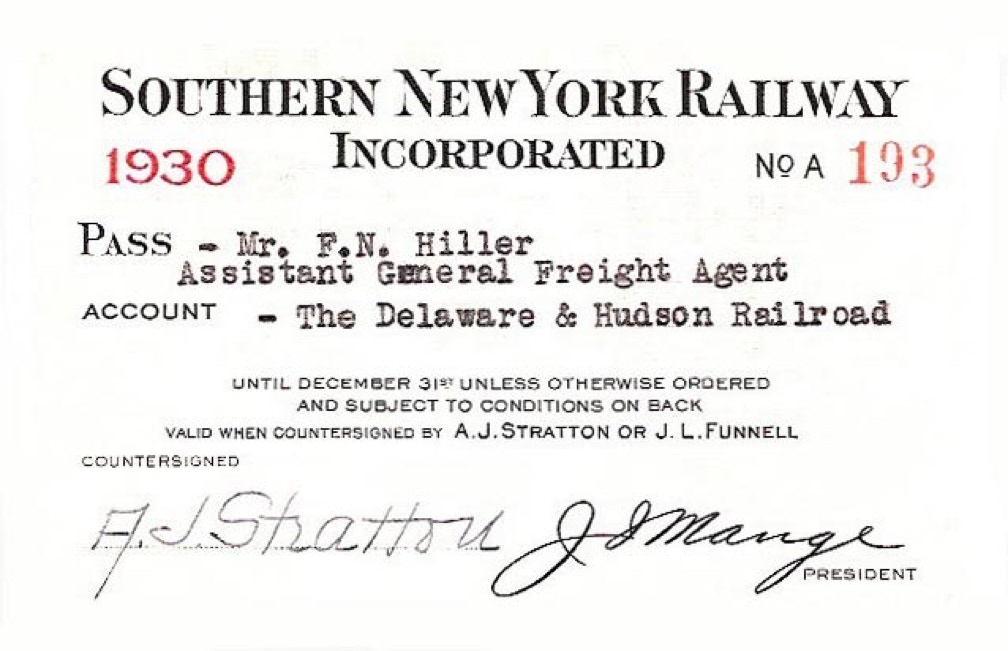 SOUTHERN NEW YORK RAILWAY
1930 INCORPORATED No A 193
PASS - Mr. F.N. Hiller
Assistant General Freight Agent
ACCOUNT - The Delaware & Hudson Railroad
UNTIL DECEMBER 31ST UNLESS OTHERWISE ORDERED
AND SUBJECT TO CONDITIONS ON BACK
VALID WHEN COUNTERSIGNED BY A.J. STRATTON OR J.L. FUNNELL
COUNTERSIGNED
A.J. Stratton J I Mange
PRESIDENT